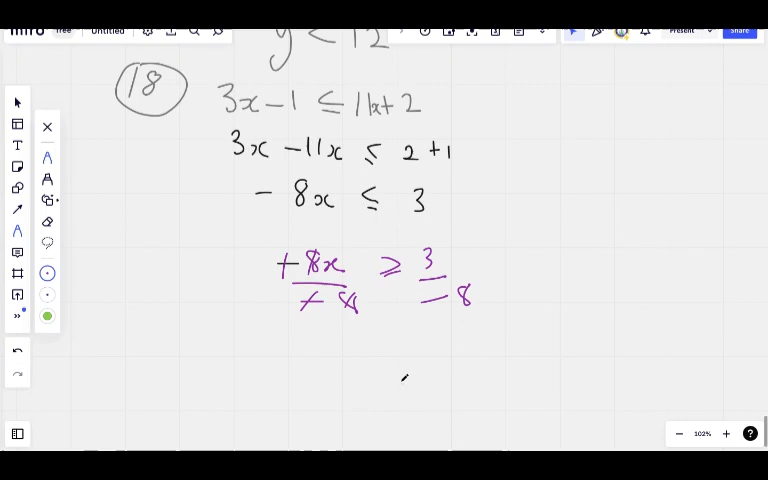 miro free Untitled Present Share
y < 12
18 3x - 1 ≤ 11x + 2
3x - 11x ≤ 2 + 1
- 8x ≤ 3
-8x/-8 ≥ 3/-8
102%